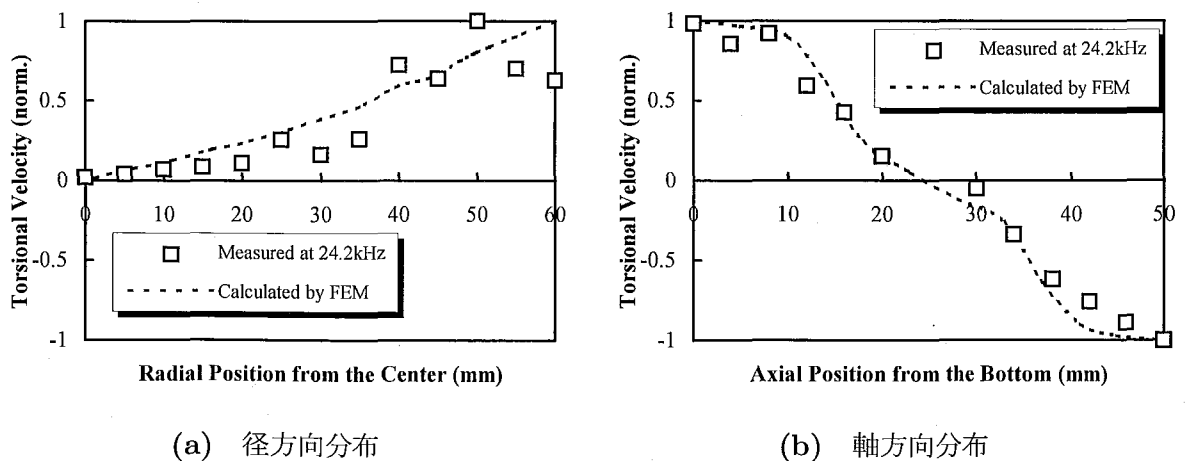 Torsional Velocity (norm.)
1
0.5
0
-0.5
-1
0
10
20
30
40
50
60
Measured at 24.2kHz
Calculated by FEM
Radial Position from the Center (mm)
(a) 径方向分布
Torsional Velocity (norm.)
1
0.5
0
-0.5
-1
0
10
20
30
40
50
Measured at 24.2kHz
Calculated by FEM
Axial Position from the Bottom (mm)
(b) 軸方向分布